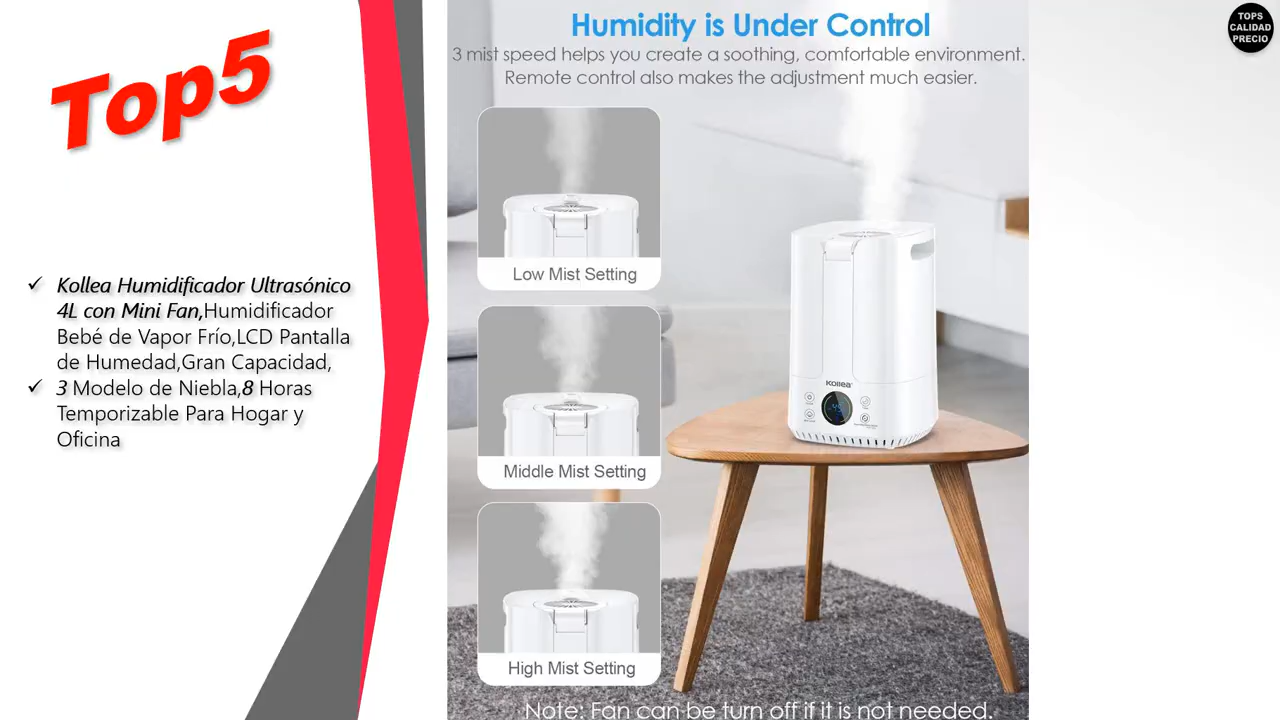 Top5
Kollea Humidificador Ultrasónico
4L con Mini Fan,Humidificador
Bebé de Vapor Frío,LCD Pantalla
de Humedad,Gran Capacidad,
3 Modelo de Niebla,8 Horas
Temporizable Para Hogar y
Oficina
Humidity is Under Control
3 mist speed helps you create a soothing, comfortable environment.
Remote control also makes the adjustment much easier.
Low Mist Setting
Middle Mist Setting
High Mist Setting
Kollea
Note: Fan can be turn off if it is not needed.
TOPS
CALIDAD
PRECIO